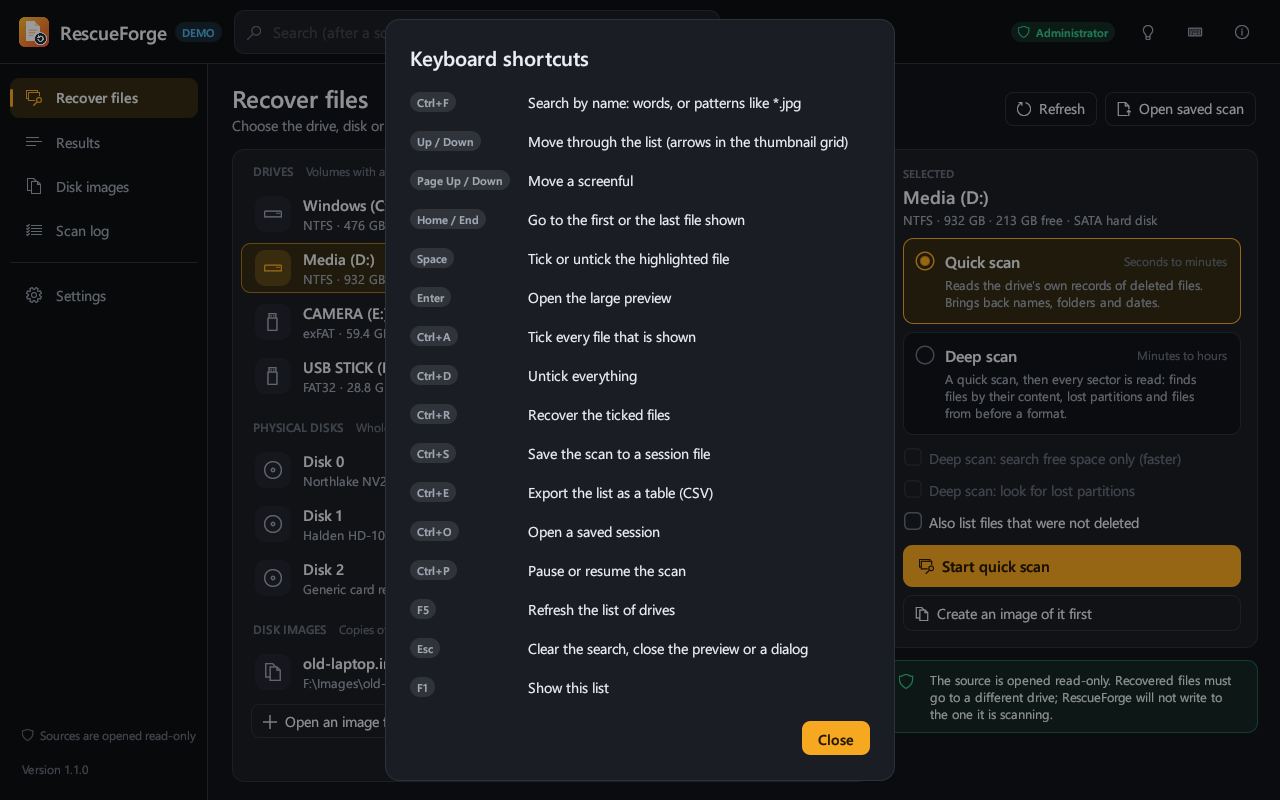 RescueForge
DEMO
Search (after a sc
Administrator
Recover files
Results
Disk images
Scan log
Settings
Sources are opened read-only
Version 1.1.0
Recover files
Choose the drive, disk or
Refresh
Open saved scan
DRIVES Volumes with a
Windows (C
NTFS · 476 GB
Media (D:)
NTFS · 932 GB
CAMERA (E:)
exFAT · 59.4 G
USB STICK (
FAT32 · 28.8 G
PHYSICAL DISKS Whol
Disk 0
Northlake NV2
Disk 1
Halden HD-10
Disk 2
Generic card re
DISK IMAGES Copies of
old-laptop.i
F:\Images\old-
Open an image f
Keyboard shortcuts
Ctrl+F Search by name: words, or patterns like *.jpg
Up / Down Move through the list (arrows in the thumbnail grid)
Page Up / Down Move a screenful
Home / End Go to the first or the last file shown
Space Tick or untick the highlighted file
Enter Open the large preview
Ctrl+A Tick every file that is shown
Ctrl+D Untick everything
Ctrl+R Recover the ticked files
Ctrl+S Save the scan to a session file
Ctrl+E Export the list as a table (CSV)
Ctrl+O Open a saved session
Ctrl+P Pause or resume the scan
F5 Refresh the list of drives
Esc Clear the search, close the preview or a dialog
F1 Show this list
Close
SELECTED
Media (D:)
NTFS · 932 GB · 213 GB free · SATA hard disk
Quick scan Seconds to minutes
Reads the drive's own records of deleted files.
Brings back names, folders and dates.
Deep scan Minutes to hours
A quick scan, then every sector is read: finds
files by their content, lost partitions and files
from before a format.
Deep scan: search free space only (faster)
Deep scan: look for lost partitions
Also list files that were not deleted
Start quick scan
Create an image of it first
The source is opened read-only. Recovered files must
go to a different drive; RescueForge will not write to
the one it is scanning.